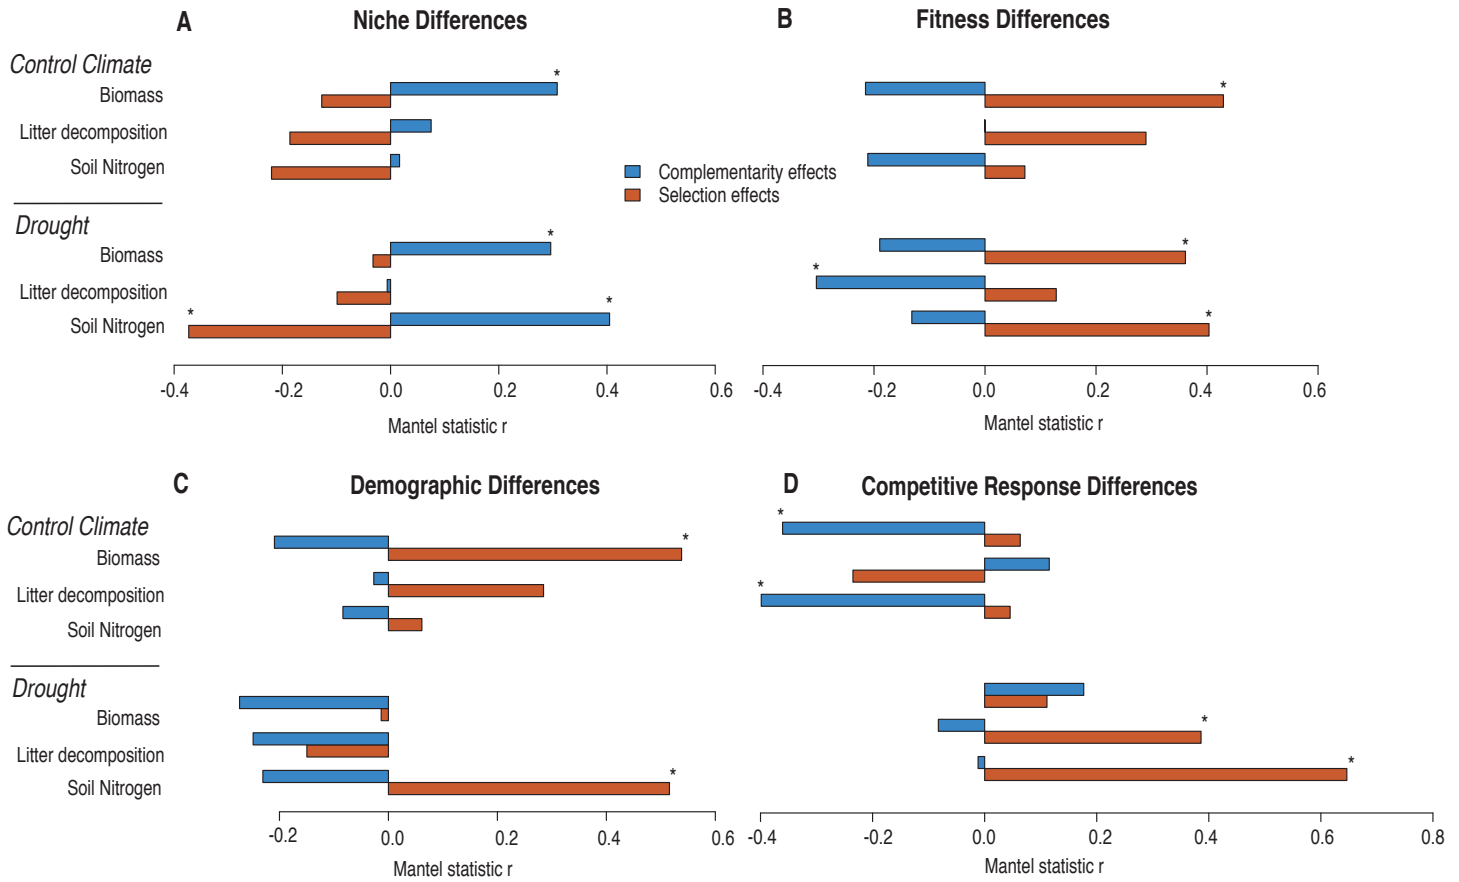 A
Niche Differences
Control Climate
*
Biomass
Litter decomposition
Soil Nitrogen
Drought
*
Biomass
Litter decomposition
*
*
Soil Nitrogen
-0.4
-0.2
0.0
0.2
0.4
0.6
Mantel statistic r
Complementarity effects
Selection effects
B
Fitness Differences
*
*
*
*
-0.4
-0.2
0.0
0.2
0.4
0.6
Mantel statistic r
C
Demographic Differences
Control Climate
*
Biomass
Litter decomposition
Soil Nitrogen
Drought
Biomass
Litter decomposition
*
Soil Nitrogen
-0.2
0.0
0.2
0.4
0.6
Mantel statistic r
D
Competitive Response Differences
*
*
*
*
-0.4
-0.2
0.0
0.2
0.4
0.6
0.8
Mantel statistic r